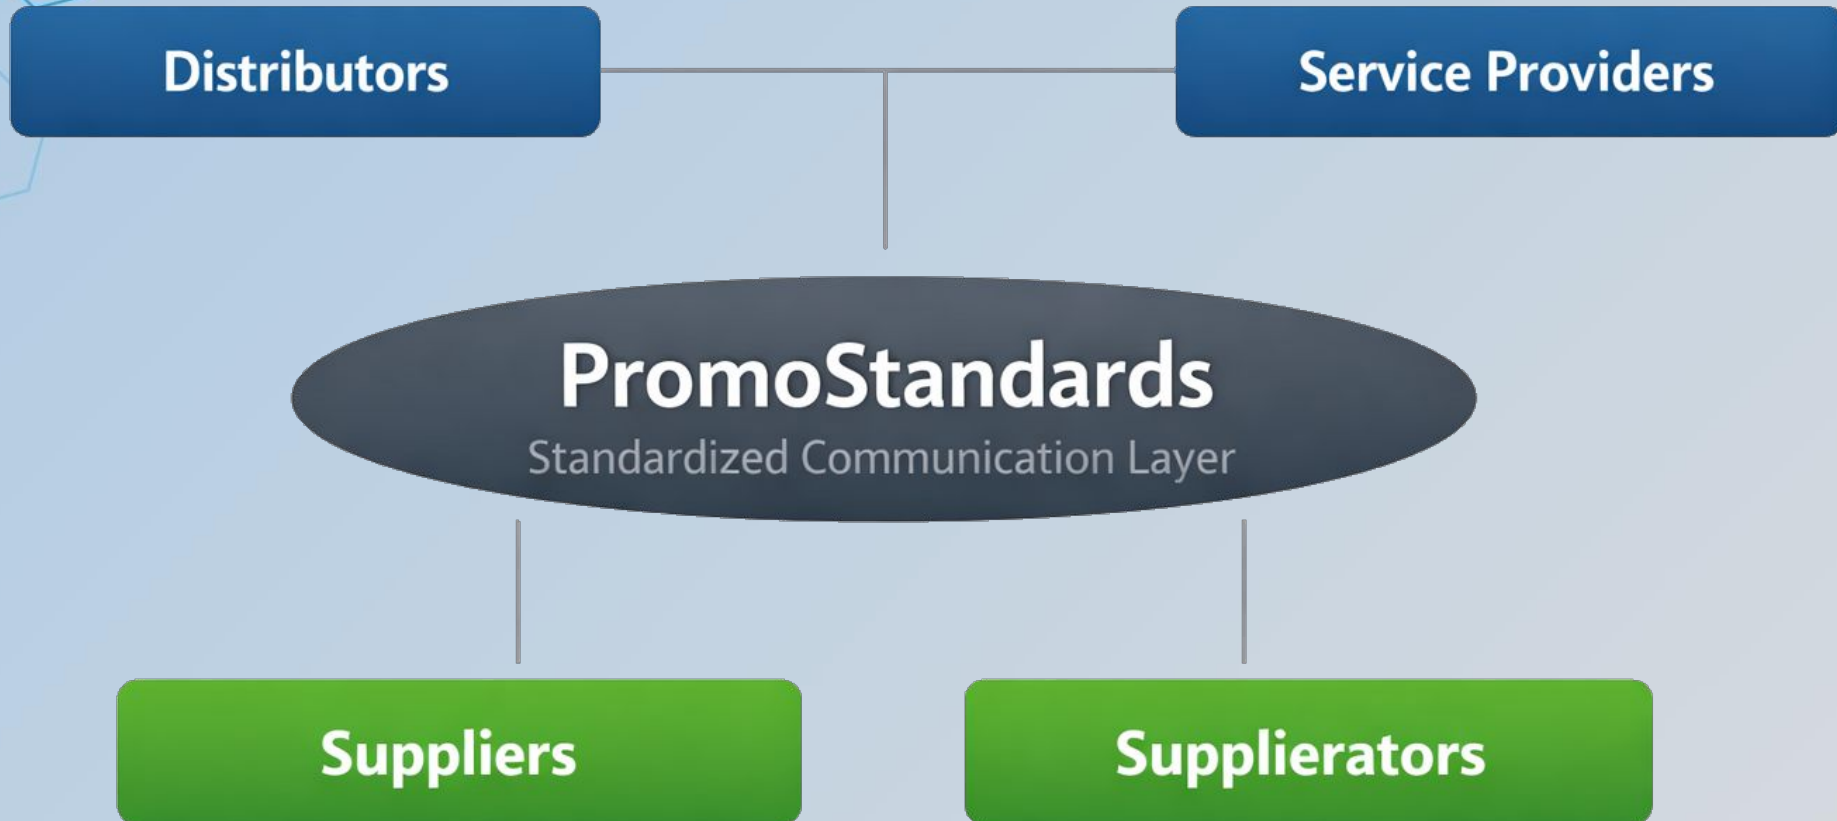 Distributors
Service Providers
PromoStandards
Standardized Communication Layer
Suppliers
Supplierators